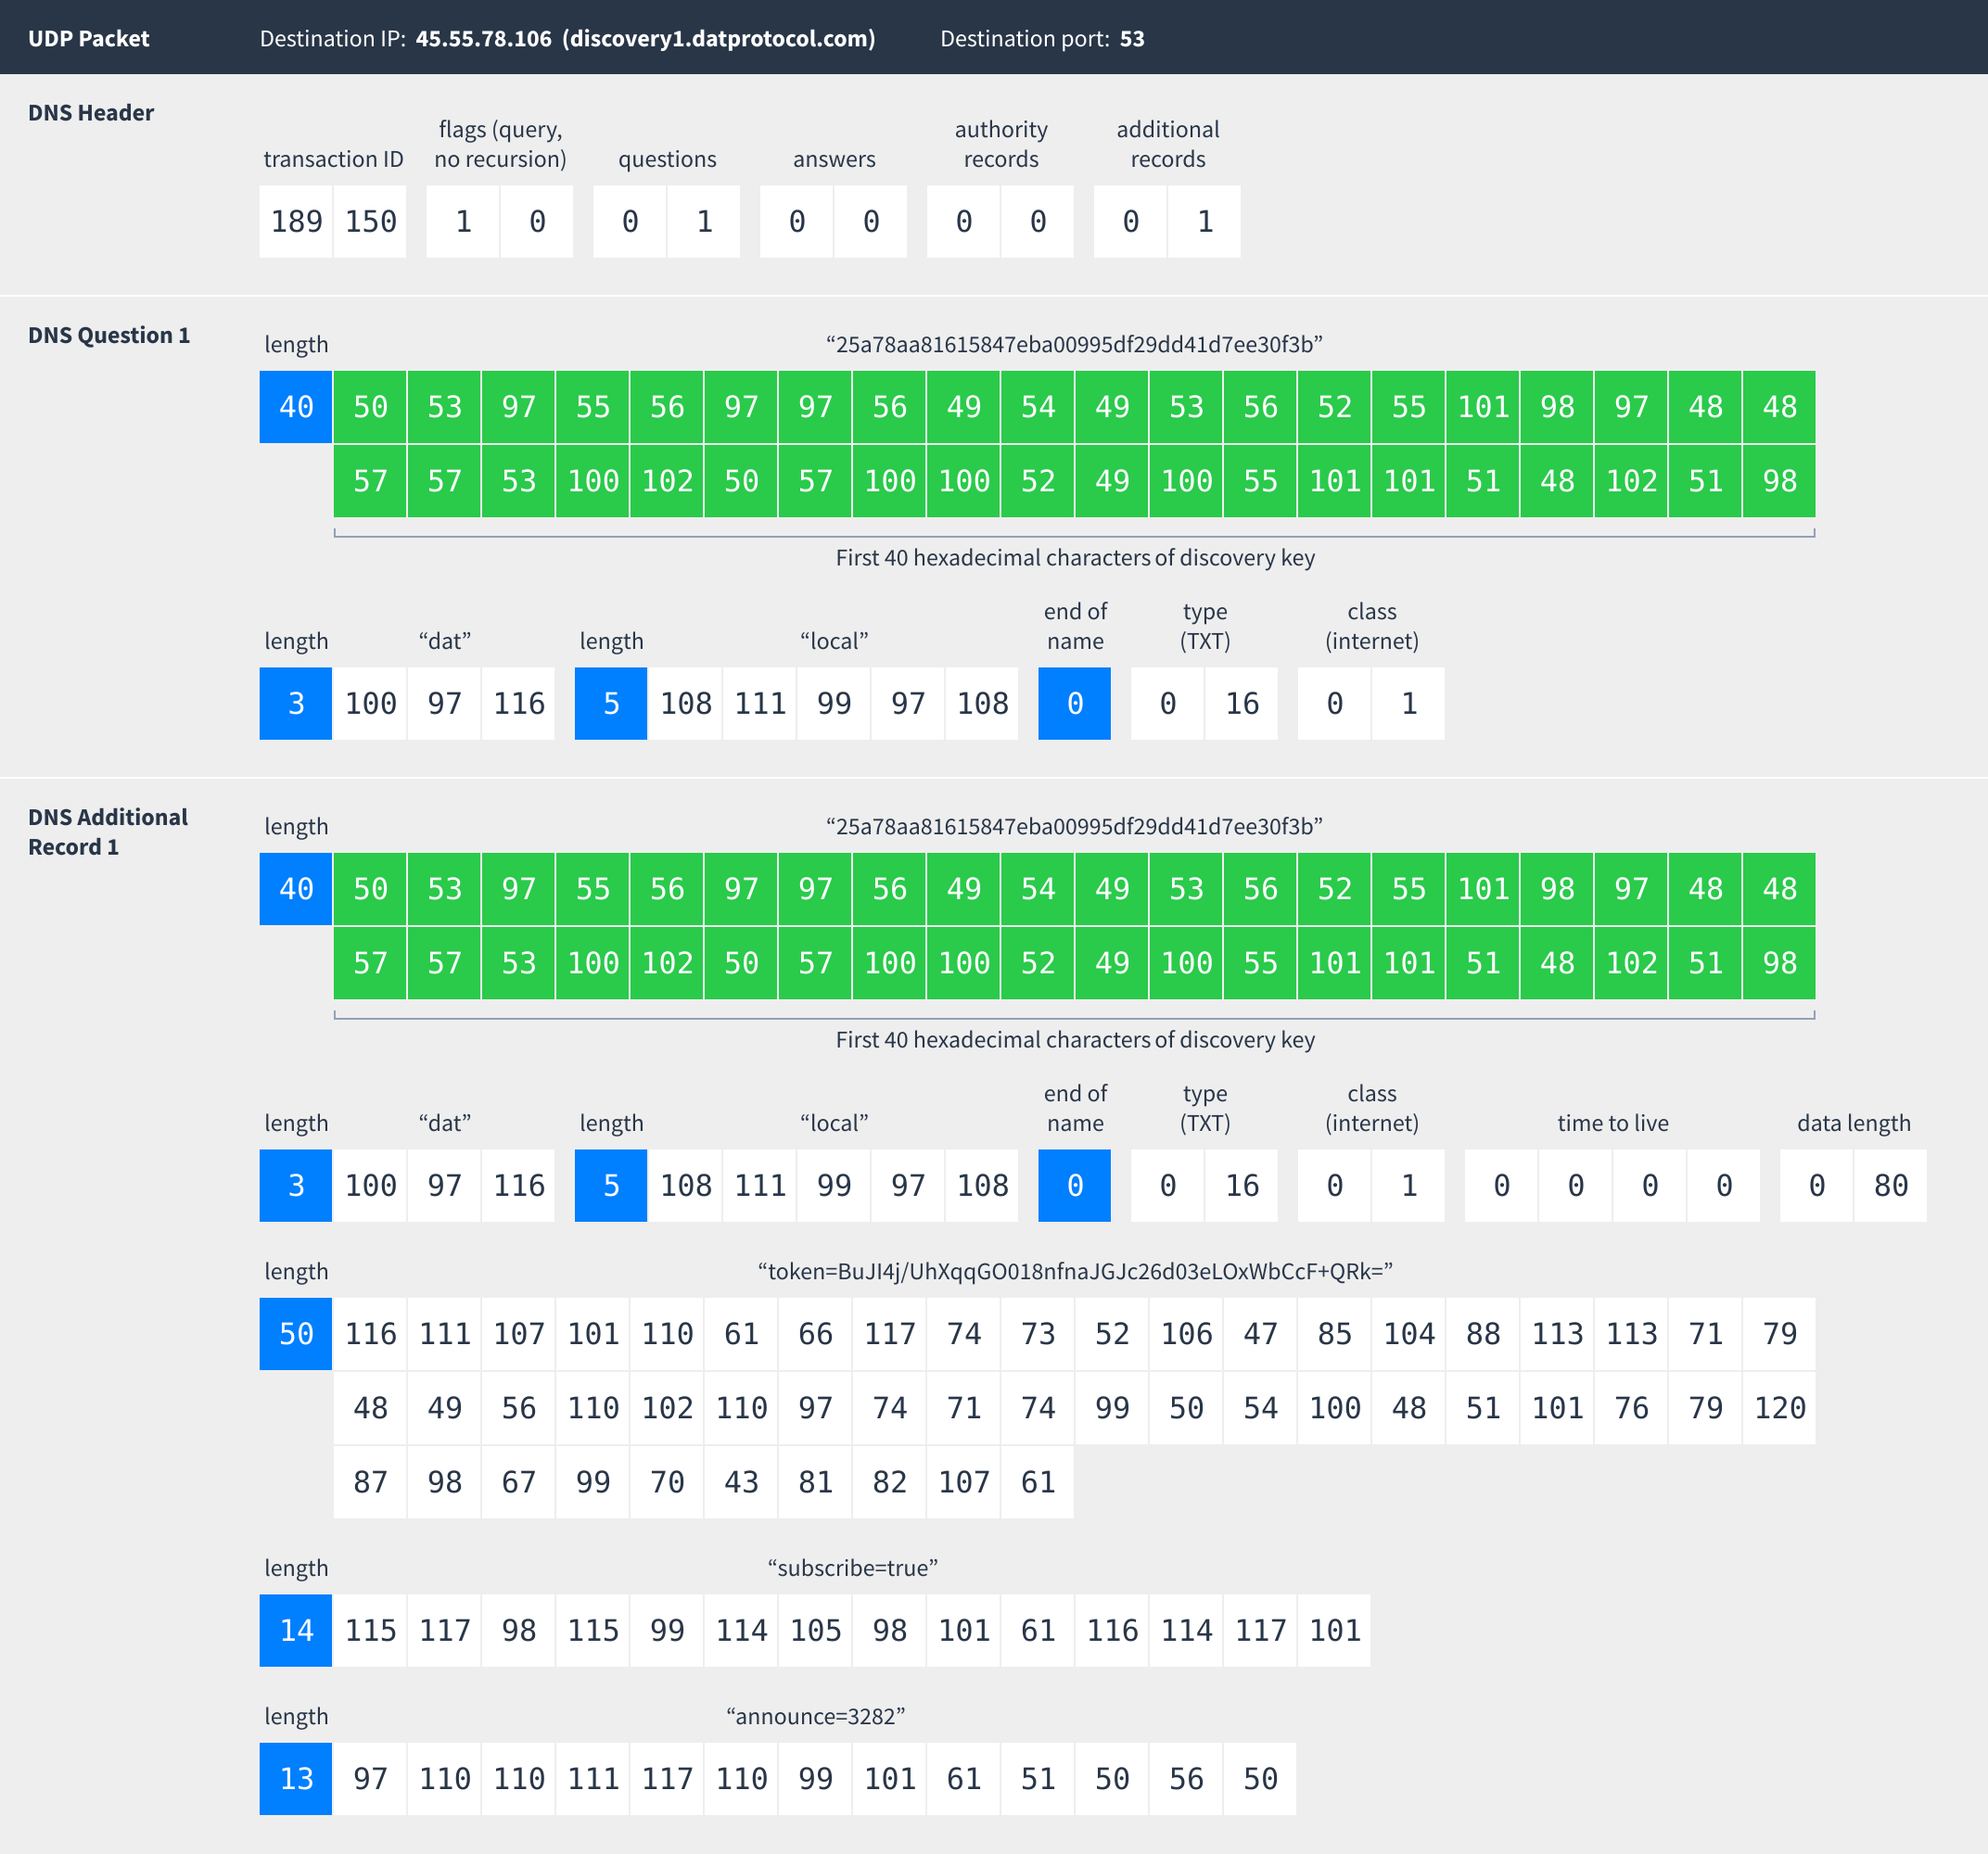 UDP Packet Destination IP: 45.55.78.106 (discovery1.datprotocol.com) Destination port: 53
DNS Header
flags (query, authority additional
transaction ID no recursion) questions answers records records
189 150 1 0 0 1 0 0 0 0 0 1
DNS Question 1
length “25a78aa81615847eba00995df29dd41d7ee30f3b”
40 50 53 97 55 56 97 97 56 49 54 49 53 56 52 55 101 98 97 48 48
57 57 53 100 102 50 57 100 100 52 49 100 55 101 101 51 48 102 51 98
First 40 hexadecimal characters of discovery key
end of type class
length “dat” length “local” name (TXT) (internet)
3 100 97 116 5 108 111 99 97 108 0 0 16 0 1
DNS Additional
Record 1
length “25a78aa81615847eba00995df29dd41d7ee30f3b”
40 50 53 97 55 56 97 97 56 49 54 49 53 56 52 55 101 98 97 48 48
57 57 53 100 102 50 57 100 100 52 49 100 55 101 101 51 48 102 51 98
First 40 hexadecimal characters of discovery key
end of type class
length “dat” length “local” name (TXT) (internet) time to live data length
3 100 97 116 5 108 111 99 97 108 0 0 16 0 1 0 0 0 0 0 80
length “token=BuJI4j/UhXqqGO018nfnaJGJc26d03eLOxWbCcF+QRk=”
50 116 111 107 101 110 61 66 117 74 73 52 106 47 85 104 88 113 113 71 79
48 49 56 110 102 110 97 74 71 74 99 50 54 100 48 51 101 76 79 120
87 98 67 99 70 43 81 82 107 61
length “subscribe=true”
14 115 117 98 115 99 114 105 98 101 61 116 114 117 101
length “announce=3282”
13 97 110 110 111 117 110 99 101 61 51 50 56 50